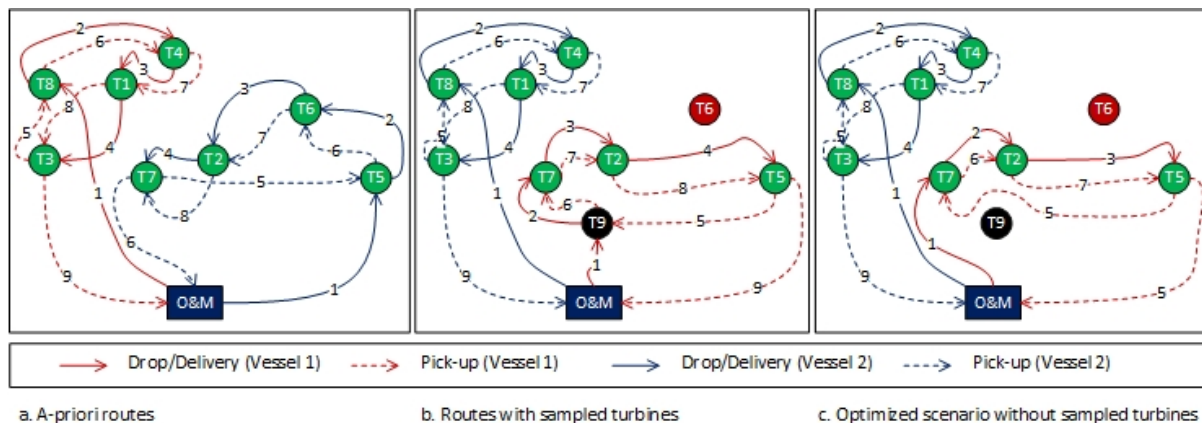 2 6 T4 3 7 T8 T1 8 5 4 T3 1 9 O&M
T6 3 2 7 6 4 T2 T7 5 T5 8 6 1
2 6 T4 3 7 T8 T1 8 5 4 T3 1 9 O&M
T6 3 4 7 T2 T7 8 T5 6 2 T9 5 1 9
2 6 T4 3 7 T8 T1 8 5 4 T3 1 9 O&M
T6 2 3 6 T2 T7 7 T5 5 T9 1 5
Drop/Delivery (Vessel 1) Pick-up (Vessel 1) Drop/Delivery (Vessel 2) Pick-up (Vessel 2)
a. A-priori routes b. Routes with sampled turbines c. Optimized scenario without sampled turbines